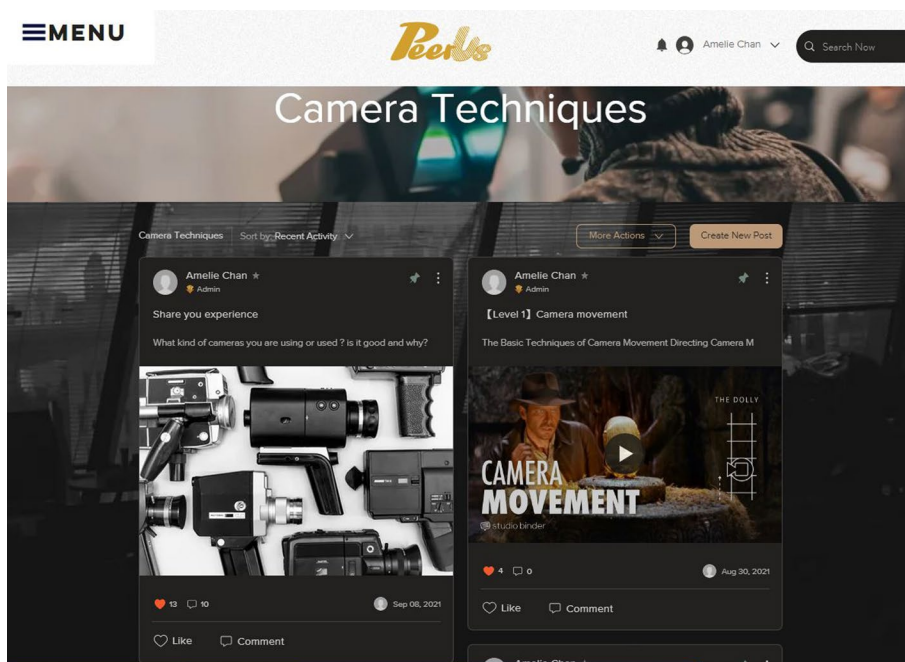 MENU
PeerUs
Amelie Chan
Search Now
Camera Techniques
Camera Techniques
Sort by: Recent Activity
More Actions
Create New Post
Amelie Chan
Admin
Share you experience
What kind of cameras you are using or used ? is it good and why?
13
10
Sep 08, 2021
Like
Comment
Amelie Chan
Admin
【Level 1】Camera movement
The Basic Techniques of Camera Movement Directing Camera M
THE DOLLY
CAMERA
MOVEMENT
studio binder
4
0
Aug 30, 2021
Like
Comment
Amelie Chan